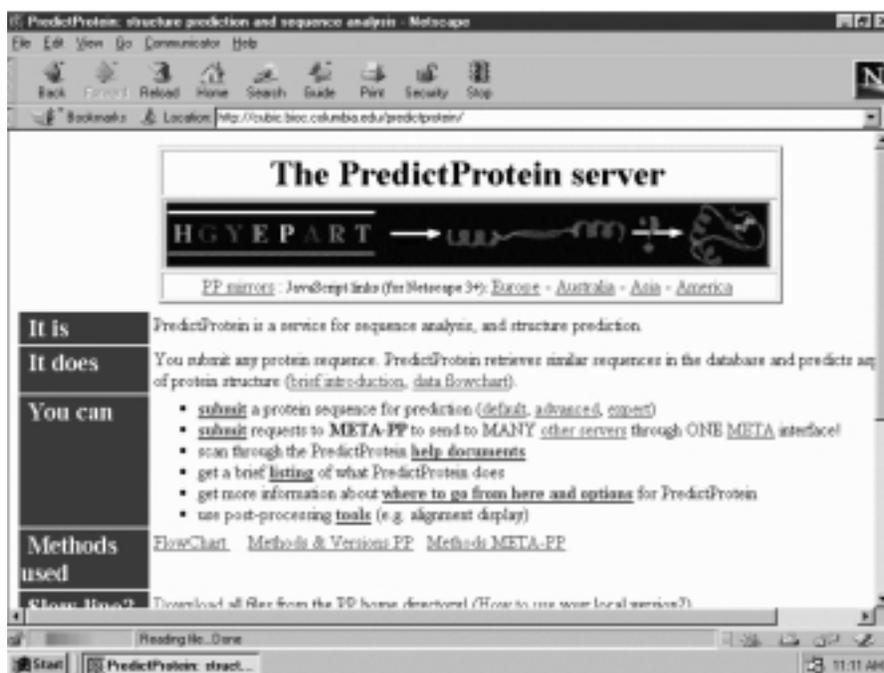 PredictProtein: structure prediction and sequence analysis - Netscape
File Edit View Go Communicator Help
Back Forward Reload Home Search Guide Print Security Stop
N
Bookmarks Location: http://cubic.bioc.columbia.edu/predictprotein/
The PredictProtein server
HGYEPART
PP mirrors : JavaScript links (for Netscape 3+): Europe - Australia - Asia - America
It is PredictProtein is a service for sequence analysis, and structure prediction.
It does You submit any protein sequence. PredictProtein retrieves similar sequences in the database and predicts asp
of protein structure (brief introduction, data flowchart).
You can
submit a protein sequence for prediction (default, advanced, expert)
submit requests to META-PP to send to MANY other servers through ONE META interface!
scan through the PredictProtein help documents
get a brief listing of what PredictProtein does
get more information about where to go from here and options for PredictProtein
use post-processing tools (e.g. alignment display)
Methods used FlowChart Methods & Versions PP Methods META-PP
Slow line? Download all files from the PP home directory! (How to use your local version?)
Reading file...Done
Start PredictProtein: struct... 11:11 AM